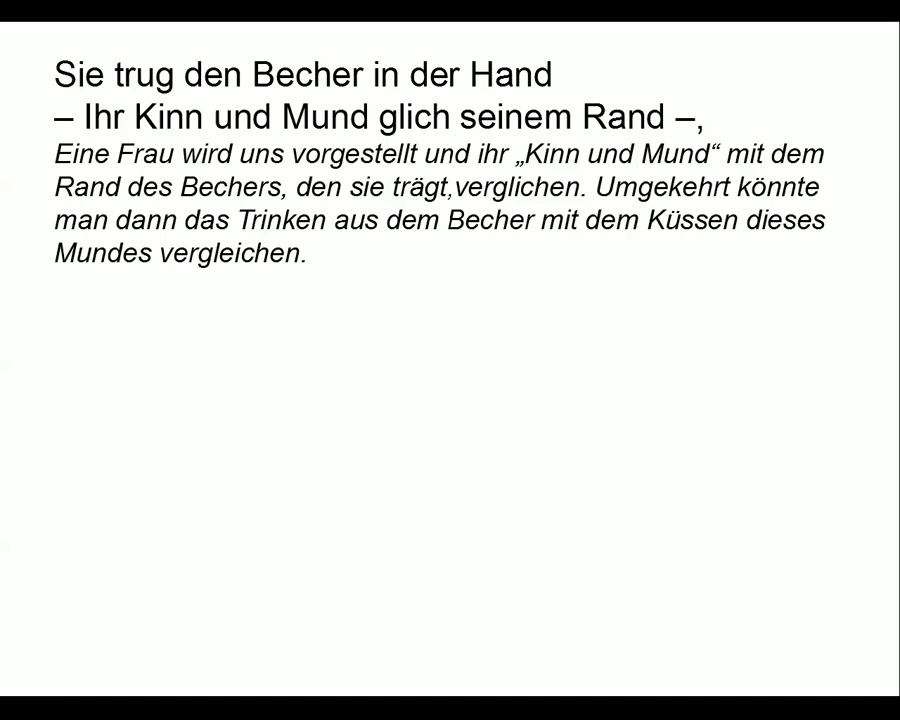 Sie trug den Becher in der Hand
– Ihr Kinn und Mund glich seinem Rand –,
Eine Frau wird uns vorgestellt und ihr „Kinn und Mund“ mit dem
Rand des Bechers, den sie trägt,verglichen. Umgekehrt könnte
man dann das Trinken aus dem Becher mit dem Küssen dieses
Mundes vergleichen.